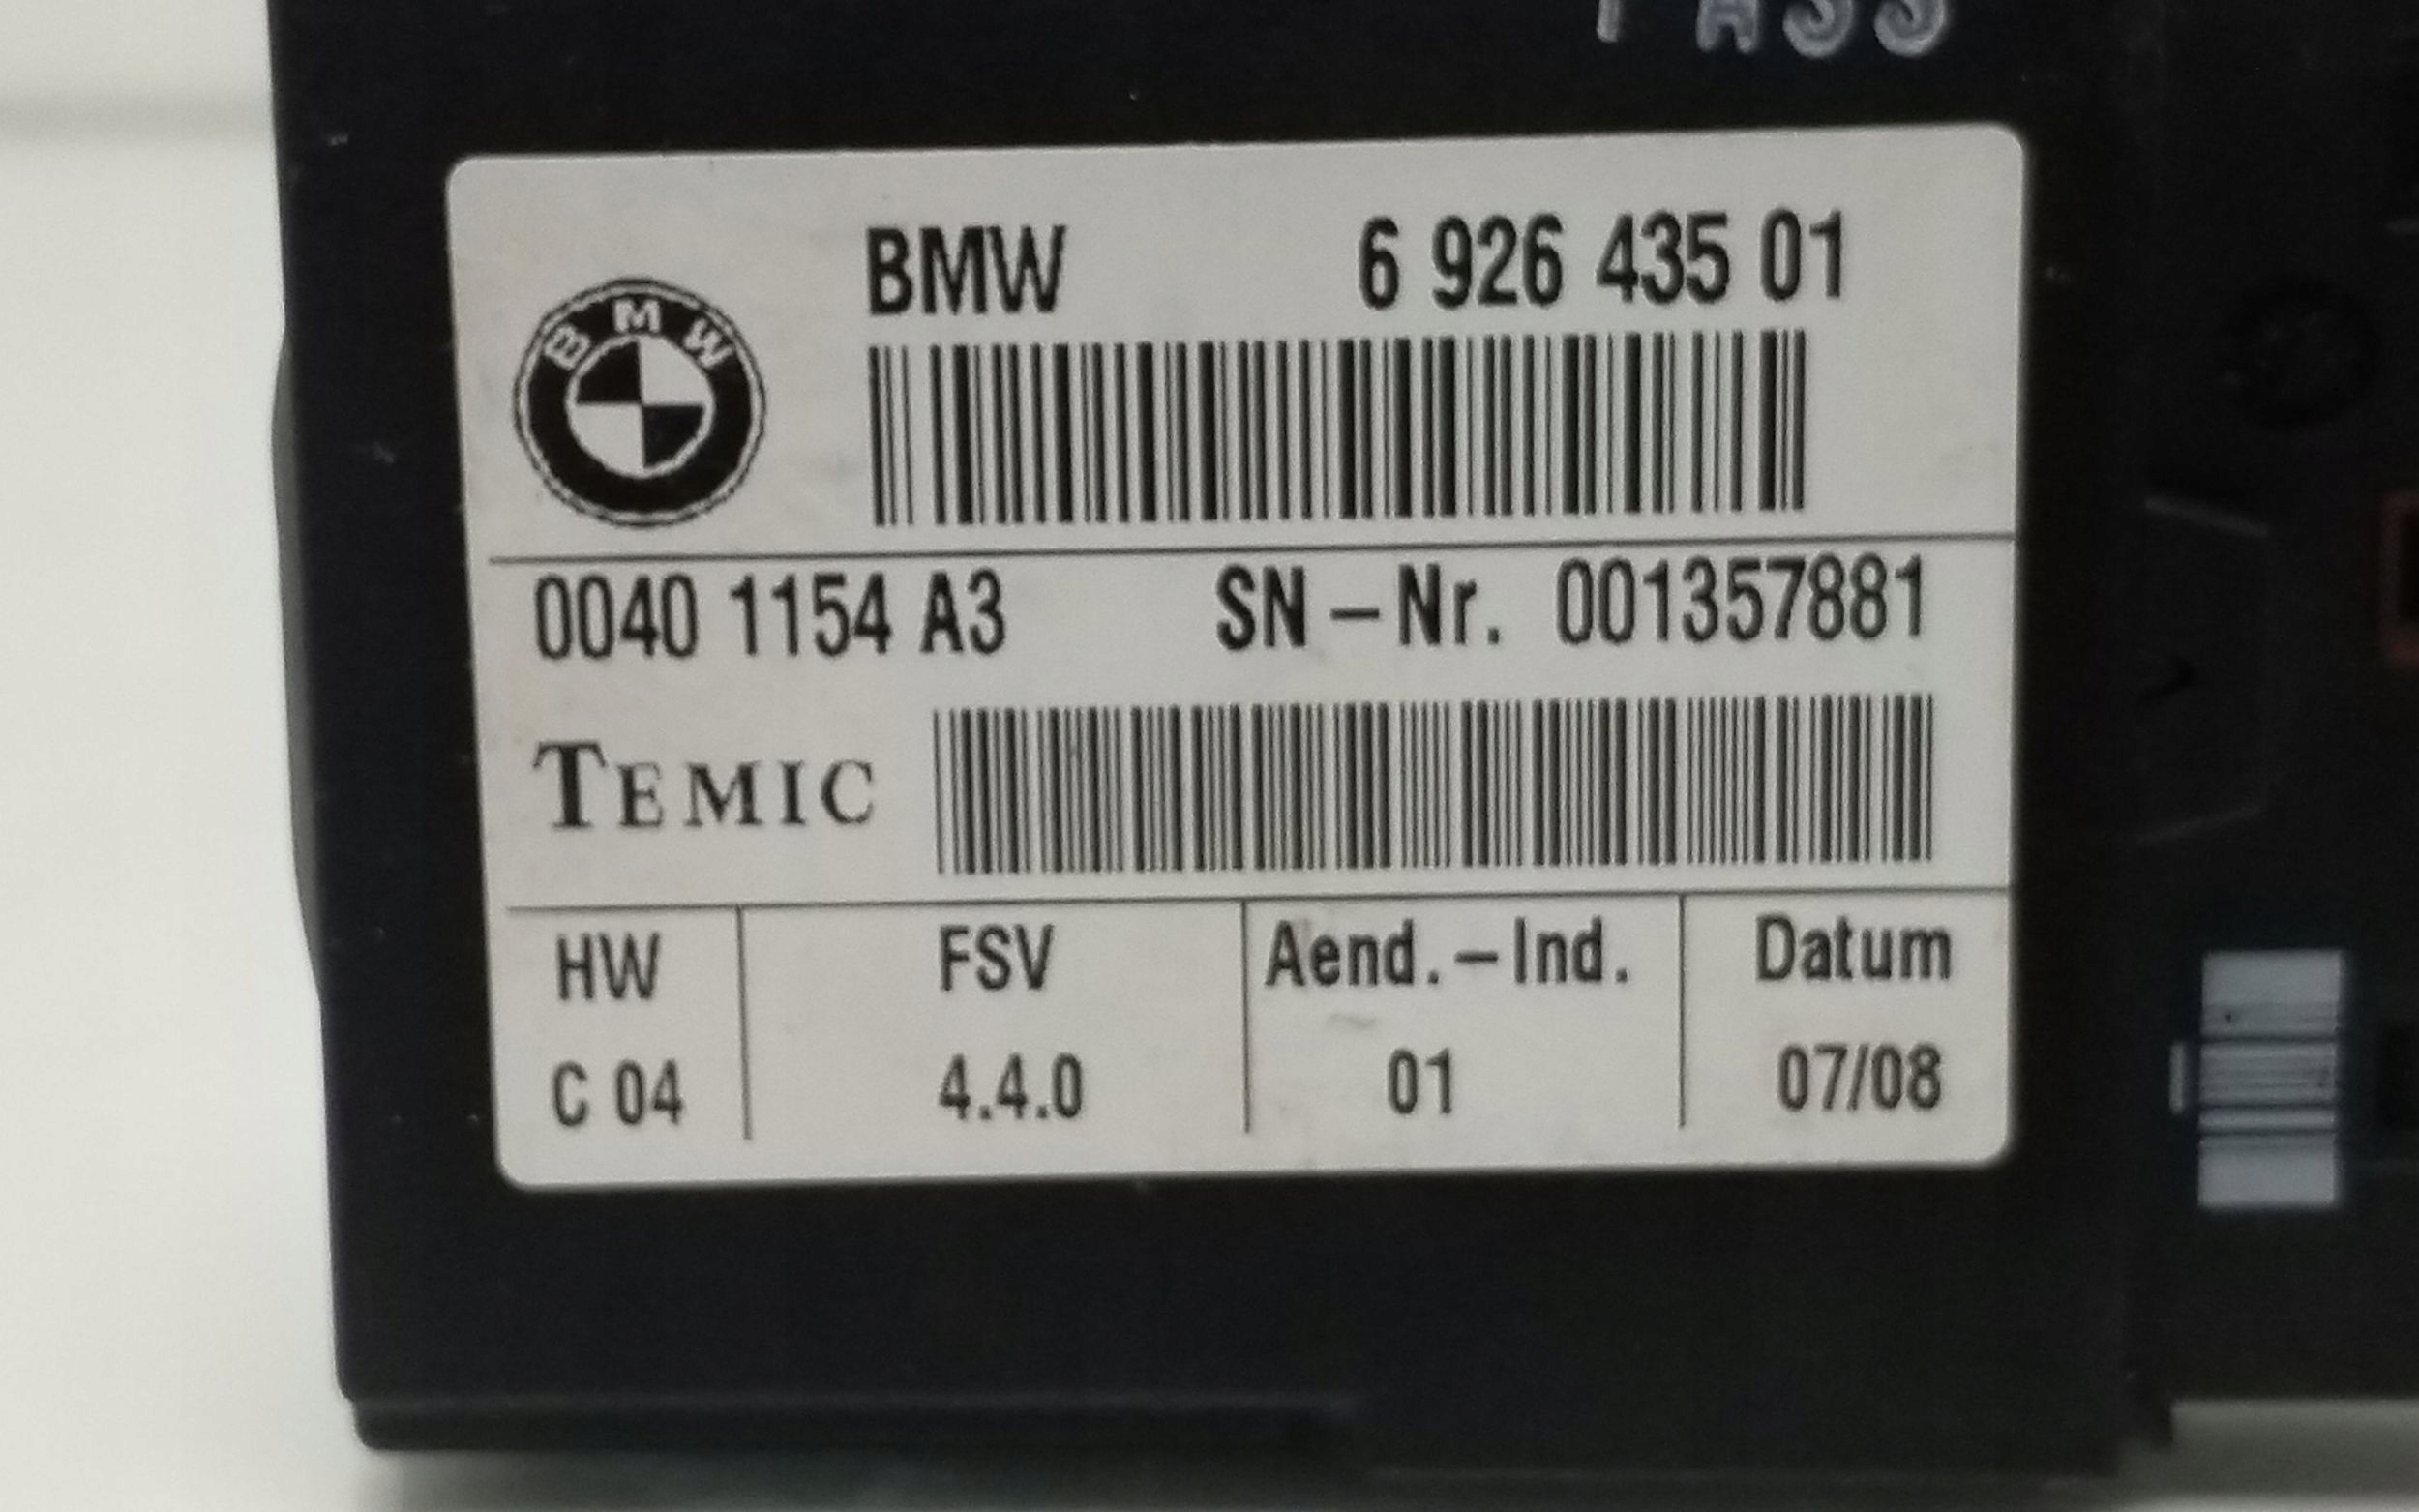 PASS
BMW 6 926 435 01
BMW
0040 1154 A3 SN-Nr. 001357881
TEMIC
HW FSV Aend.-Ind. Datum
C 04 4.4.0 01 07/08